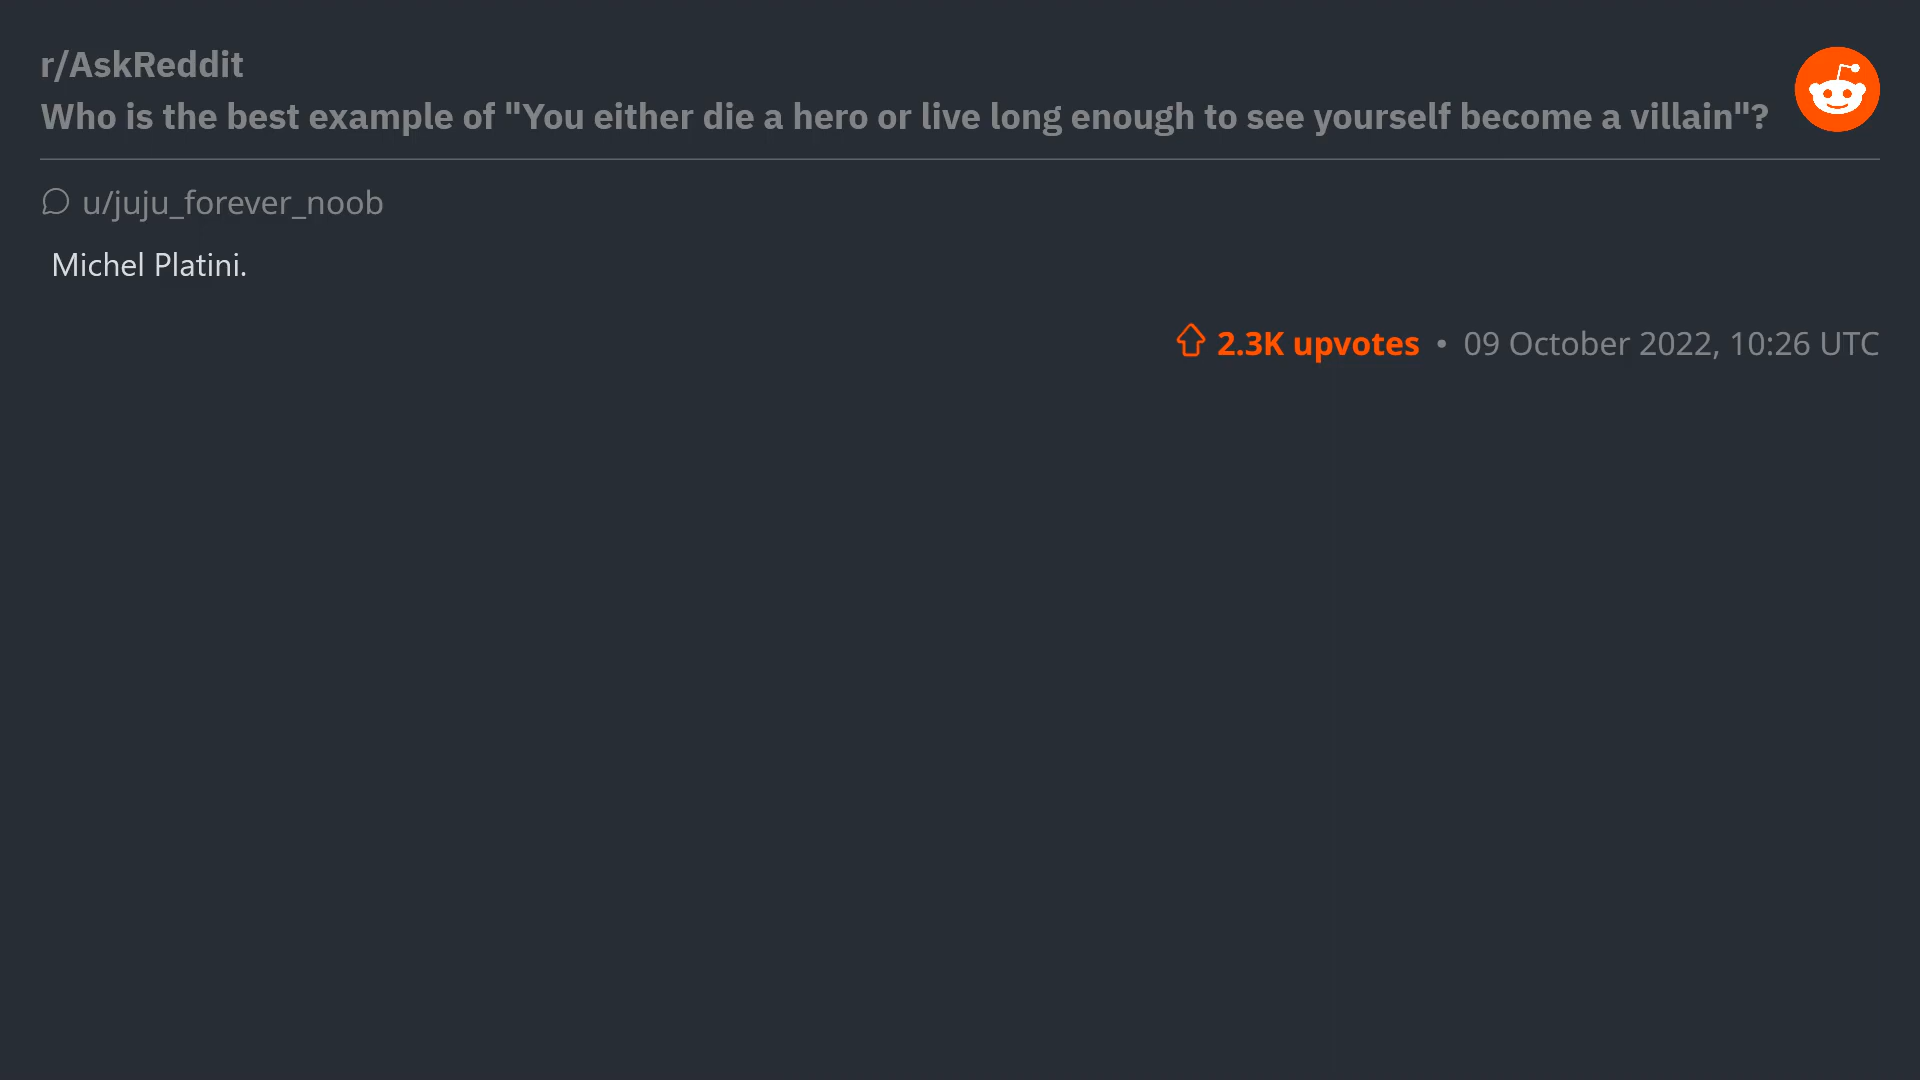 r/AskReddit
Who is the best example of "You either die a hero or live long enough to see yourself become a villain"?
u/juju_forever_noob
Michel Platini.
2.3K upvotes • 09 October 2022, 10:26 UTC